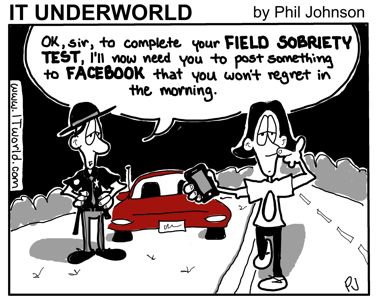 IT UNDERWORLD by Phil Johnson
OK, sir, to complete your FIELD SOBRIETY
TEST, I'll now need you to post something
to FACEBOOK that you won't regret in
the morning.
www.ITworld.com
PJ